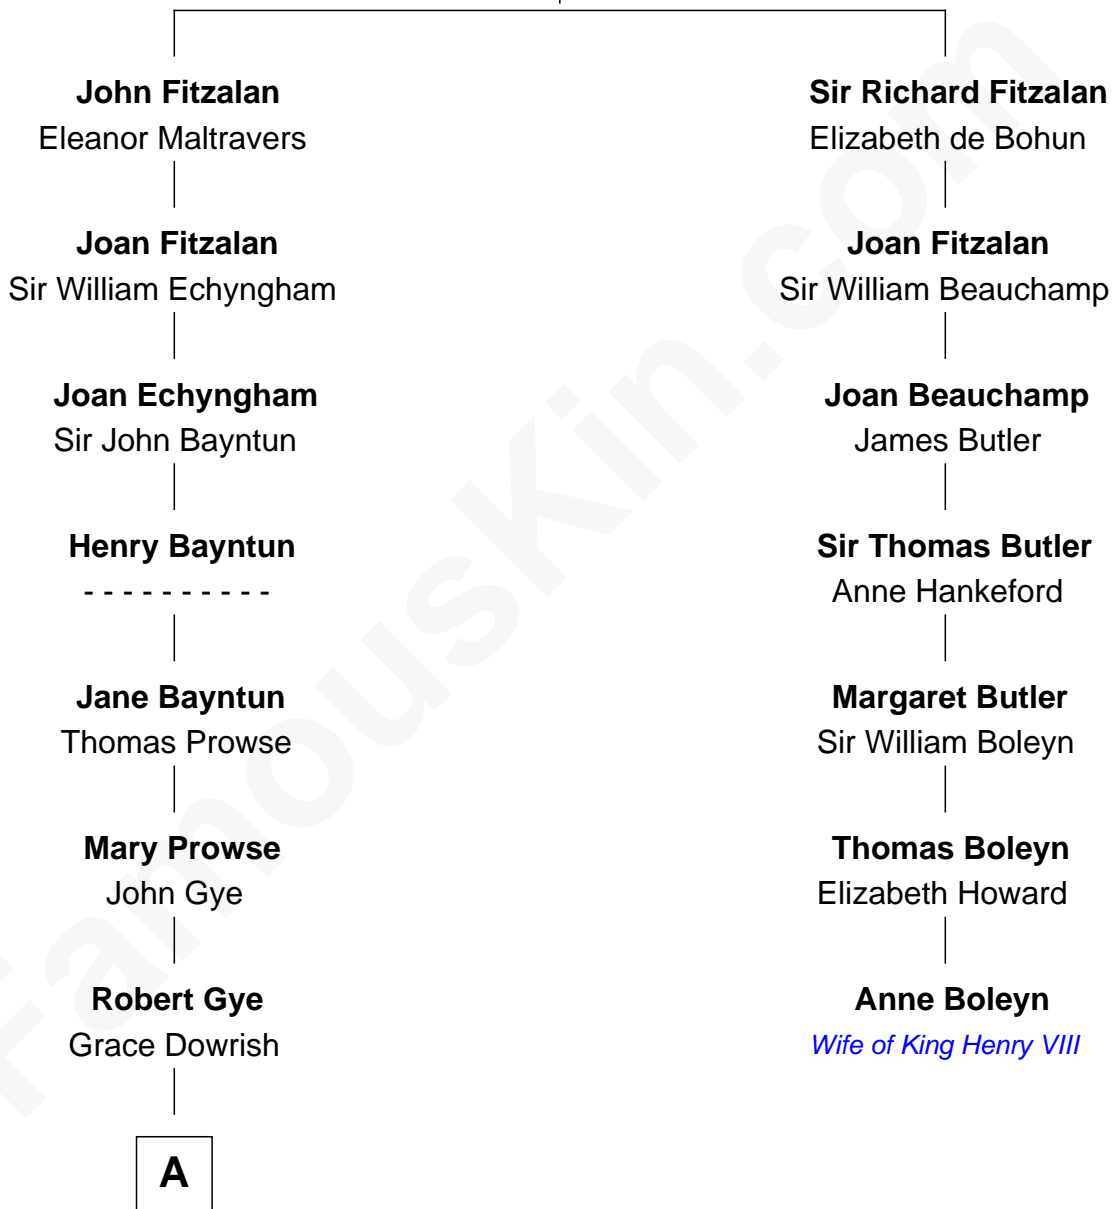 John Fitzalan
Eleanor Maltravers
Sir Richard Fitzalan
Elizabeth de Bohun
Joan Fitzalan
Sir William Echyngham
Joan Fitzalan
Sir William Beauchamp
Joan Echyngham
Sir John Bayntun
Joan Beauchamp
James Butler
Henry Bayntun
- - - - - - - - - -
Sir Thomas Butler
Anne Hankeford
Jane Bayntun
Thomas Prowse
Margaret Butler
Sir William Boleyn
Mary Prowse
John Gye
Thomas Boleyn
Elizabeth Howard
Robert Gye
Grace Dowrish
Anne Boleyn
Wife of King Henry VIII
A
FamousKin.com